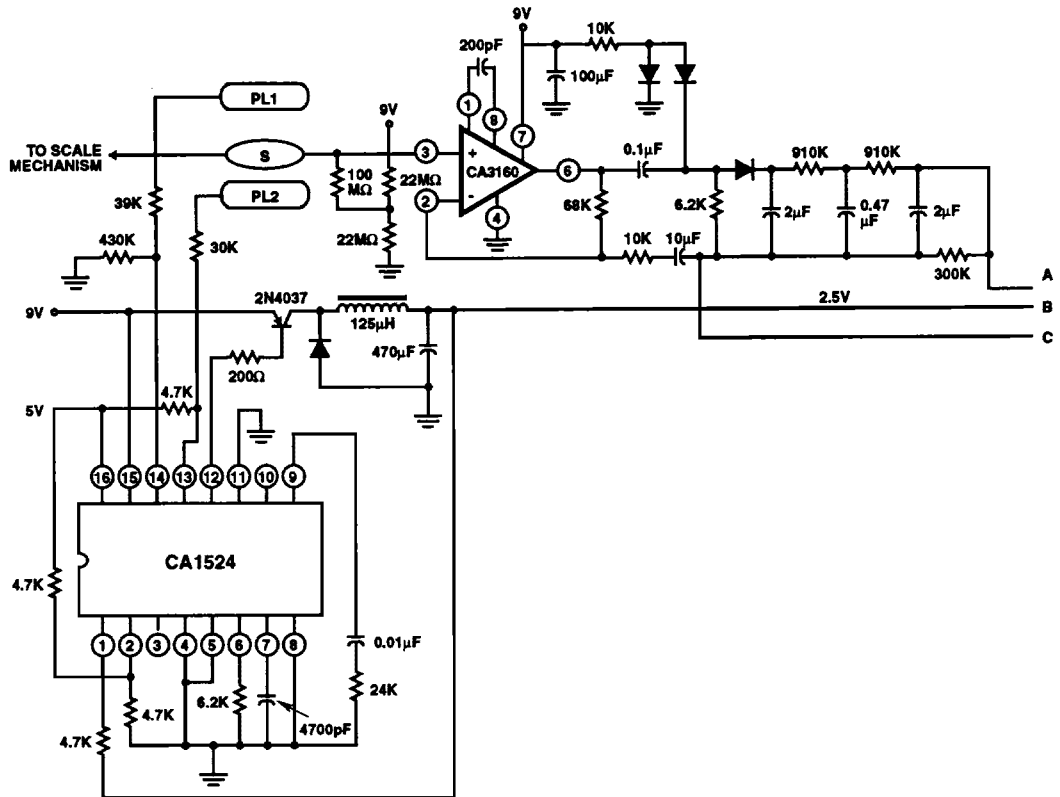 9V
10K
200pF
100µF
1
8
7
PL1
9V
TO SCALE
MECHANISM
S
3
+
CA3160
6
0.1µF
910K
910K
100
MΩ
22MΩ
PL2
2
-
4
39K
68K
6.2K
2µF
0.47
µF
2µF
22MΩ
430K
30K
10K
10µF
300K
A
2N4037
2.5V
B
9V
125µH
C
470µF
200Ω
4.7K
5V
16
15
14
13
12
11
10
9
CA1524
4.7K
1
2
3
4
5
6
7
8
0.01µF
6.2K
24K
4.7K
4700pF
4.7K